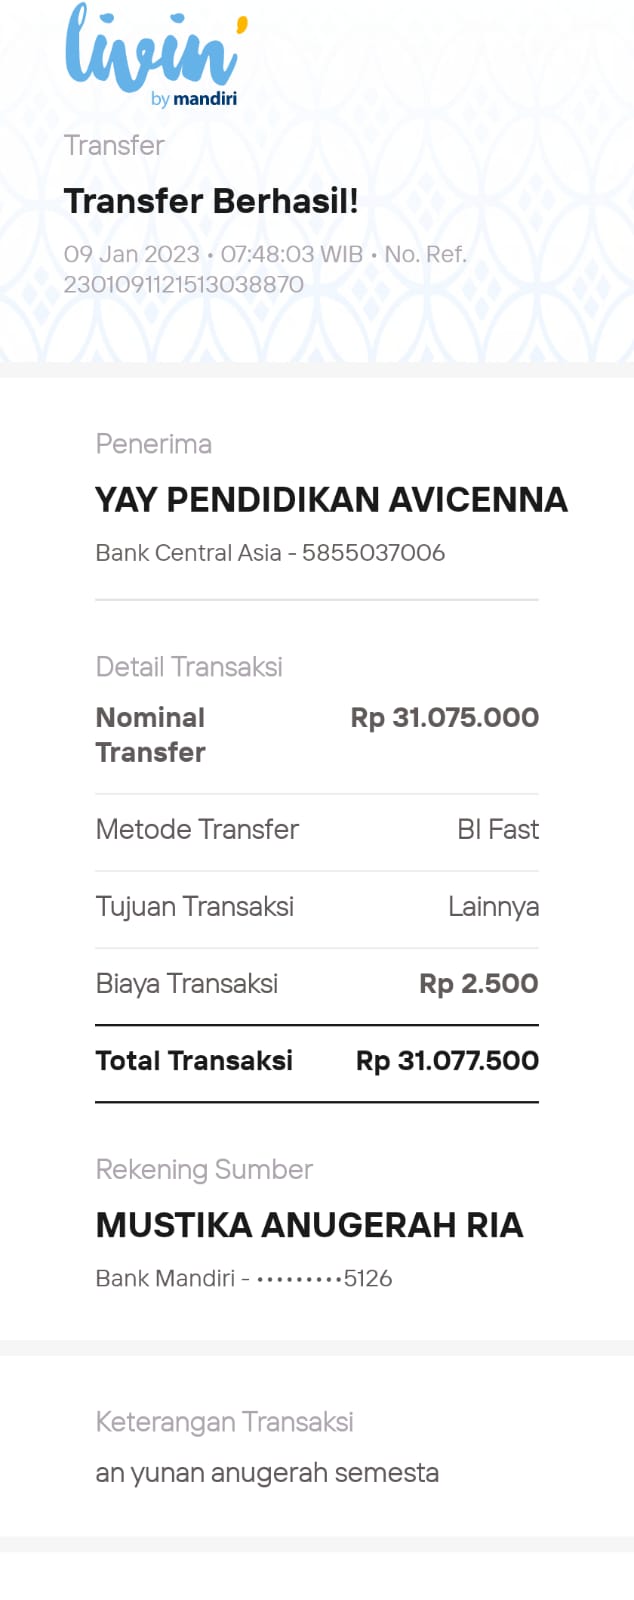 livin'
by mandiri
Transfer
Transfer Berhasil!
09 Jan 2023 • 07:48:03 WIB • No. Ref.
2301091121513038870
Penerima
YAY PENDIDIKAN AVICENNA
Bank Central Asia - 5855037006
Detail Transaksi
Nominal Rp 31.075.000
Transfer
Metode Transfer BI Fast
Tujuan Transaksi Lainnya
Biaya Transaksi Rp 2.500
Total Transaksi Rp 31.077.500
Rekening Sumber
MUSTIKA ANUGERAH RIA
Bank Mandiri - •••••••••5126
Keterangan Transaksi
an yunan anugerah semesta